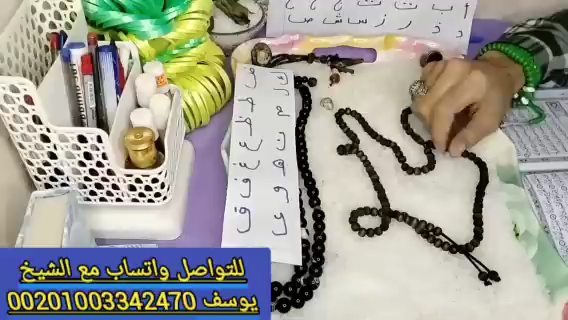 أ ب ت ث ج ح خ
د ذ ر ز س ش ص
ض ط ظ ع غ ف ق
ك ل م ن ه و ى
للتواصل واتساب مع الشيخ
يوسف 00201003342470